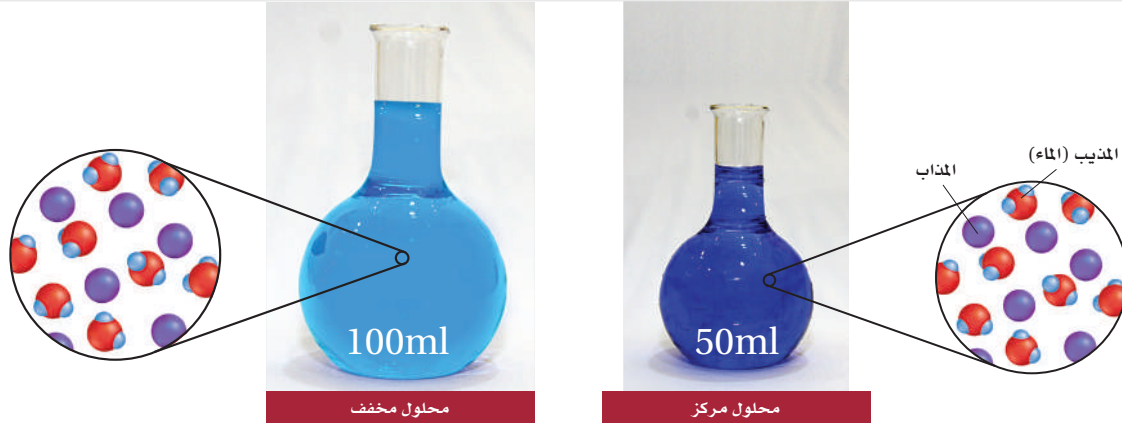 المذيب (الماء)
المذاب
50ml
100ml
محلول مركز
محلول مخفف